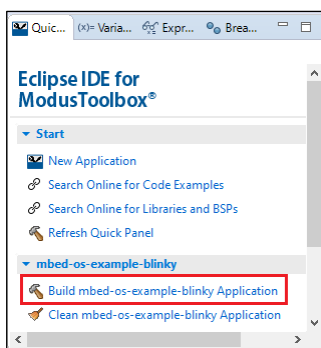 Quic... (x)= Varia... Expr... Brea...
Eclipse IDE for
ModusToolbox®
Start
New Application
Search Online for Code Examples
Search Online for Libraries and BSPs
Refresh Quick Panel
mbed-os-example-blinky
Build mbed-os-example-blinky Application
Clean mbed-os-example-blinky Application